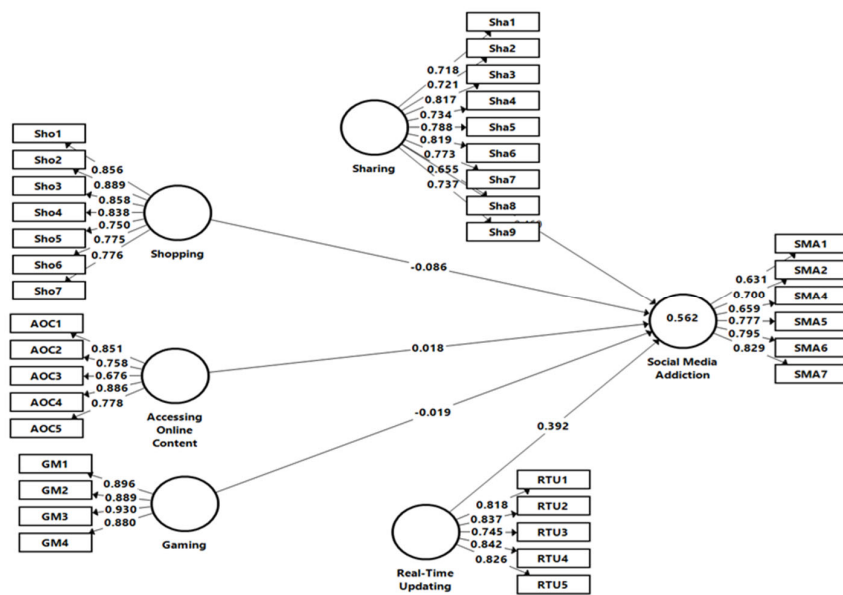 Sha1
Sha2
Sha3
Sha4
Sha5
Sha6
Sha7
Sha8
Sha9
0.718
0.721
0.817
0.734
0.788
0.819
0.773
0.655
0.737
Sharing
Sho1
Sho2
Sho3
Sho4
Sho5
Sho6
Sho7
0.856
0.889
0.858
0.838
0.750
0.775
0.776
Shopping
-0.086
AOC1
AOC2
AOC3
AOC4
AOC5
0.851
0.758
0.676
0.886
0.778
Accessing
Online
Content
0.018
GM1
GM2
GM3
GM4
0.896
0.889
0.930
0.880
Gaming
-0.019
RTU1
RTU2
RTU3
RTU4
RTU5
0.818
0.837
0.745
0.842
0.826
Real-Time
Updating
0.392
0.562
Social Media
Addiction
SMA1
SMA2
SMA4
SMA5
SMA6
SMA7
0.631
0.700
0.659
0.777
0.795
0.829